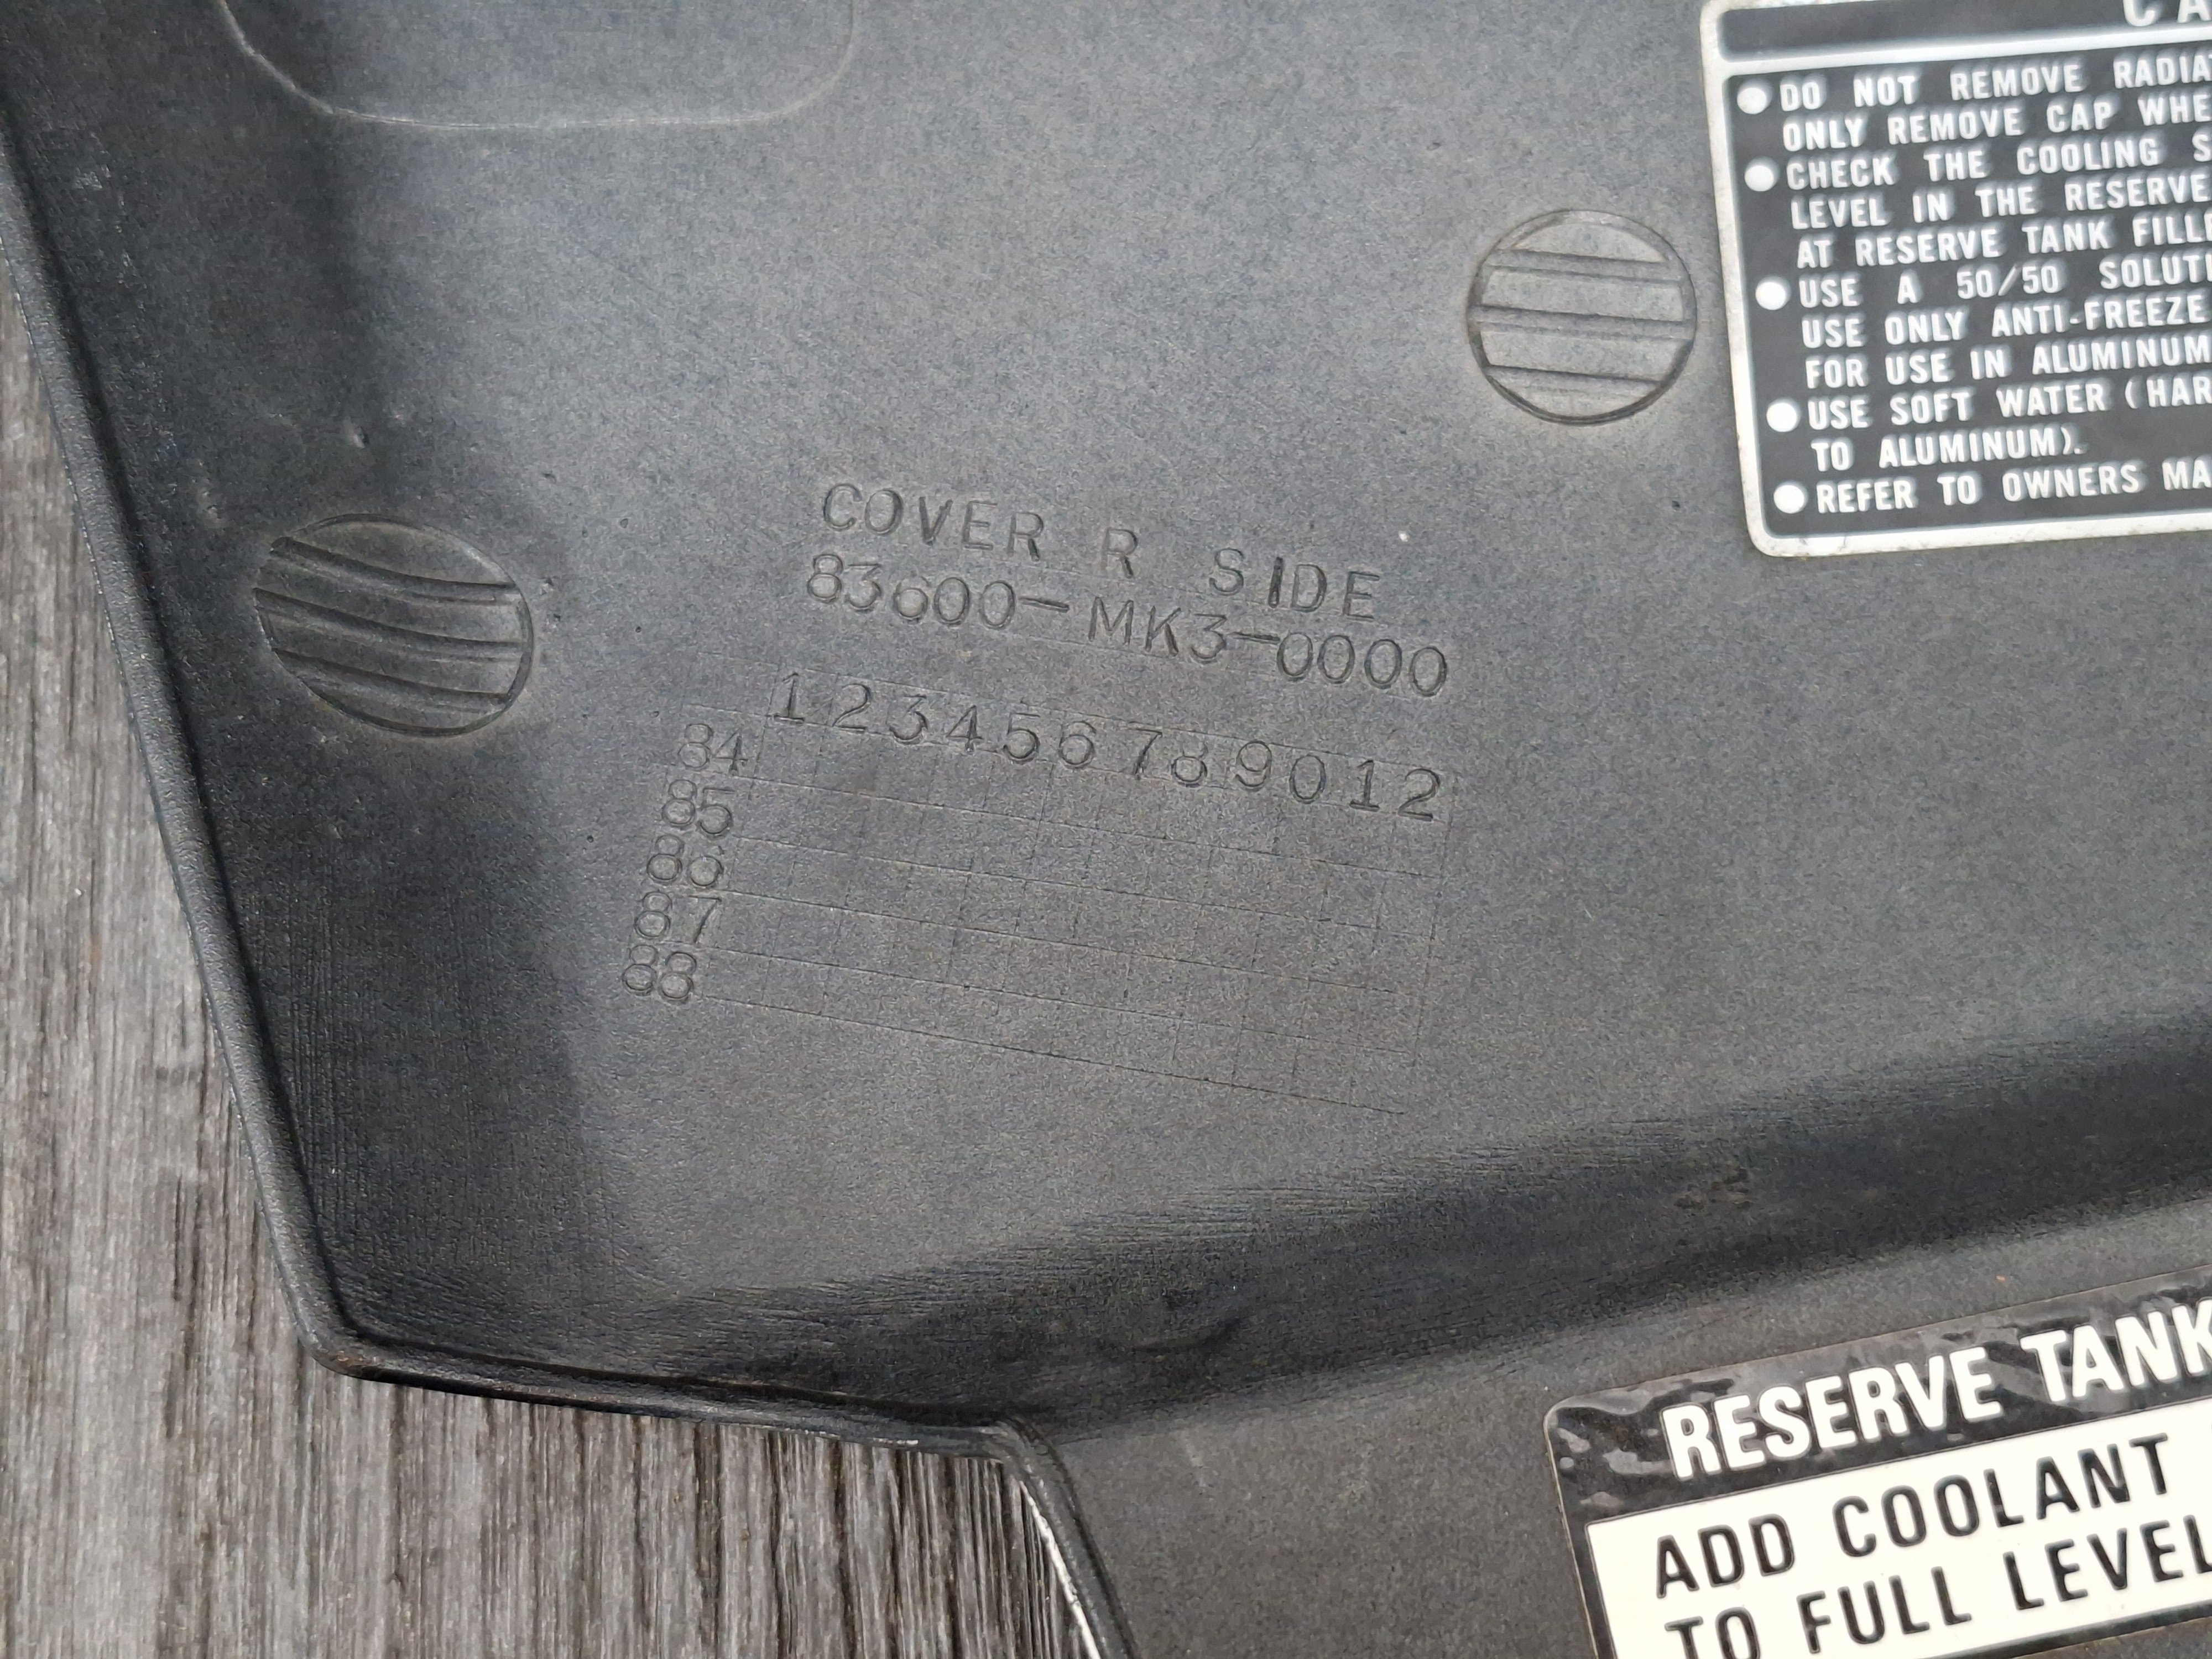 CA
DO NOT REMOVE RADIAT
ONLY REMOVE CAP WHE
CHECK THE COOLING S
LEVEL IN THE RESERVE
AT RESERVE TANK FILL
USE A 50/50 SOLUTI
USE ONLY ANTI-FREEZE
FOR USE IN ALUMINUM
USE SOFT WATER (HAR
TO ALUMINUM).
REFER TO OWNERS MA
COVER R SIDE
83600-MK3-0000
123456789012
84
85
86
87
88
RESERVE TANK
ADD COOLANT
TO FULL LEVEL